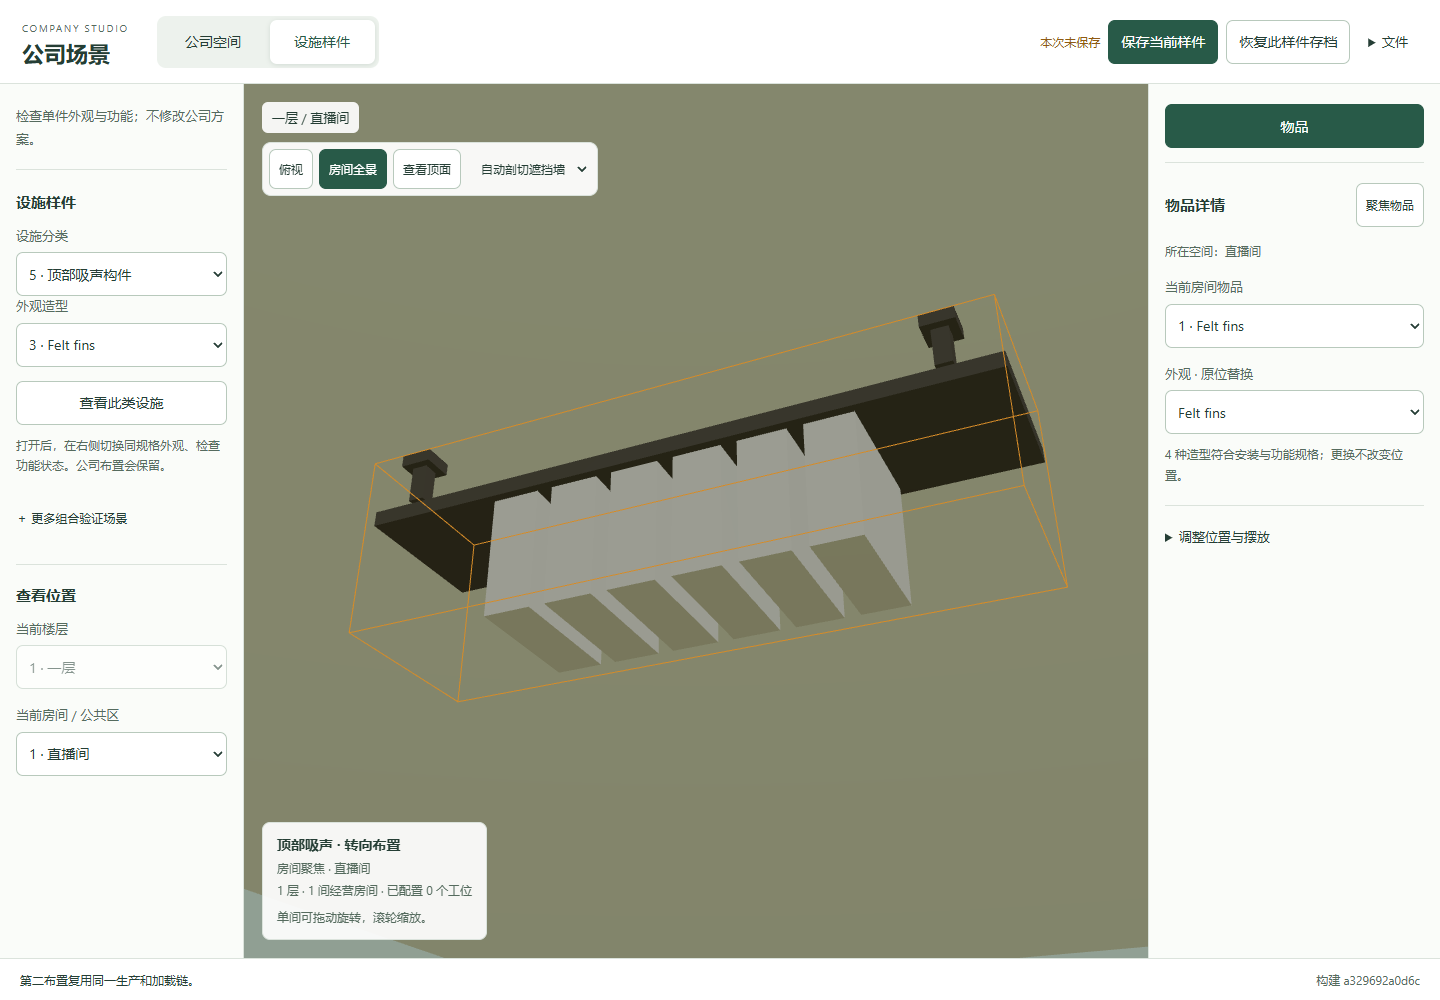 COMPANY STUDIO
公司场景
公司空间
设施样件
本次未保存
保存当前样件
恢复此样件存档
▶ 文件
检查单件外观与功能；不修改公司方
案。
设施样件
设施分类
5 · 顶部吸声构件
外观造型
3 · Felt fins
查看此类设施
打开后，在右侧切换同规格外观、检查
功能状态。公司布置会保留。
+ 更多组合验证场景
查看位置
当前楼层
1 · 一层
当前房间 / 公共区
1 · 直播间
一层 / 直播间
俯视
房间全景
查看顶面
自动剖切遮挡墙
顶部吸声 · 转向布置
房间聚焦 · 直播间
1 层 · 1 间经营房间 · 已配置 0 个工位
单间可拖动旋转，滚轮缩放。
物品
物品详情
聚焦物品
所在空间：直播间
当前房间物品
1 · Felt fins
外观 · 原位替换
Felt fins
4 种造型符合安装与功能规格；更换不改变位
置。
▶ 调整位置与摆放
第二布置复用同一生产和加载链。
构建 a329692a0d6c